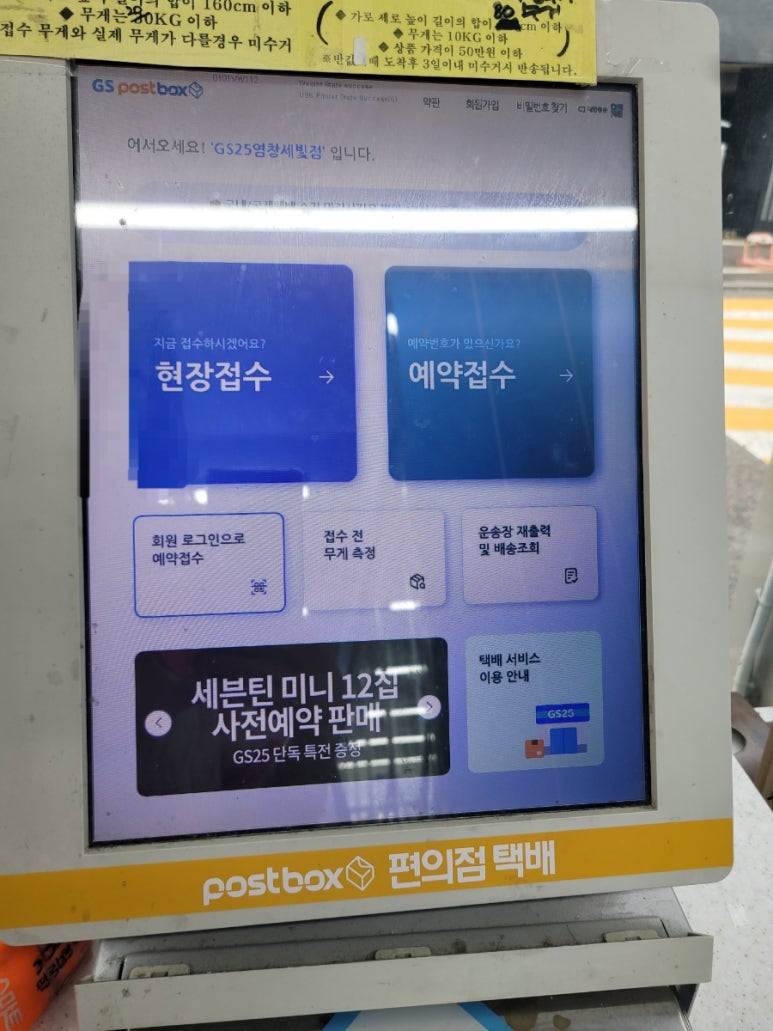 합이 160cm 이하
◆ 무게는 KG 이하
접수 무게와 실제 무게가 다를경우 미수거
◆ 가로 세로 높이 길이의 합이 80cm 이하
◆ 무게는 10KG 이하
◆ 상품 가격이 50만원 이하
도착후 3일이내 미수거시 반송됩니다.
GS postbox
약관 회원가입 비밀번호 찾기
어서오세요! 'GS25염창세빛점' 입니다.
지금 접수하시겠어요?
현장접수 →
예약번호가 있으신가요?
예약접수 →
회원 로그인으로
예약접수
접수 전
무게 측정
운송장 재출력
및 배송조회
세븐틴 미니 12집
사전예약 판매
GS25 단독 특전 증정
택배 서비스
이용 안내
GS25
postbox 편의점 택배